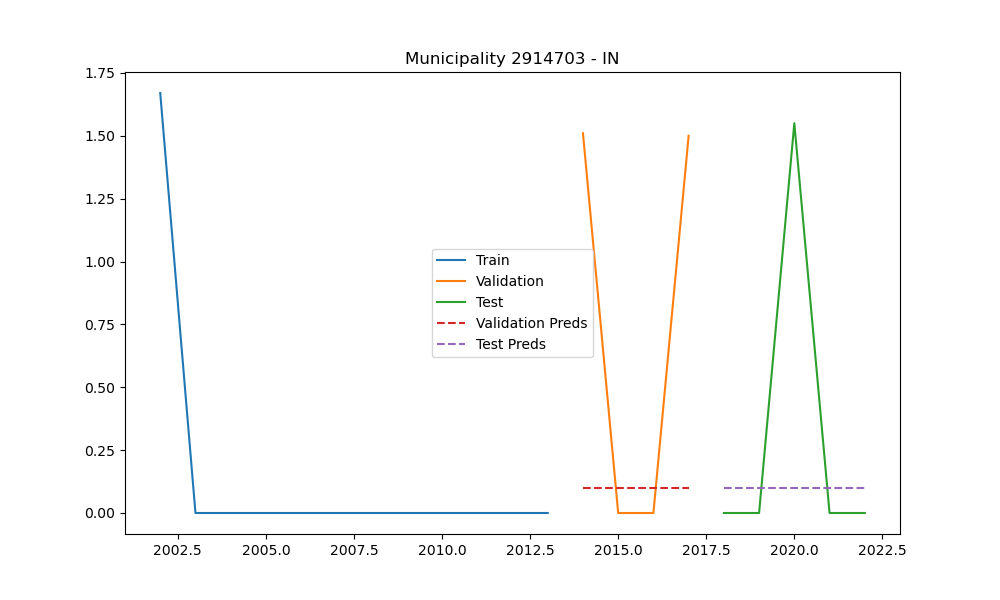 Municipality 2914703 - IN
1.75
1.50
1.25
1.00
0.75
0.50
0.25
0.00
Train
Validation
Test
Validation Preds
Test Preds
2002.5 2005.0 2007.5 2010.0 2012.5 2015.0 2017.5 2020.0 2022.5